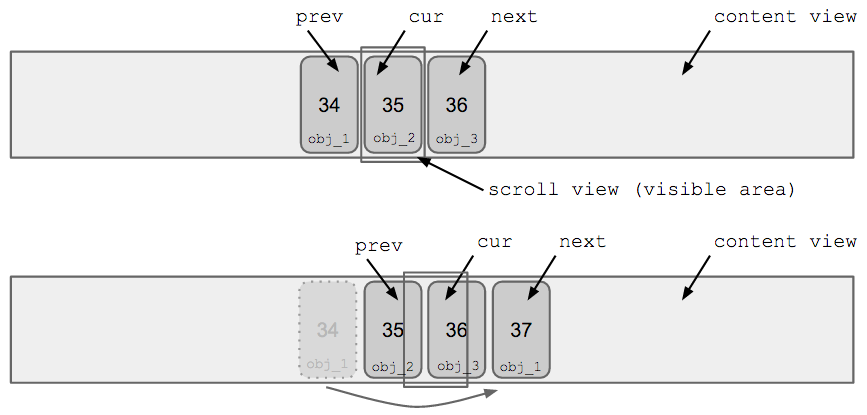 prev cur next content view
34 35 36
obj_1 obj_2 obj_3
scroll view (visible area)
prev cur next content view
34 35 36 37
obj_1 obj_2 obj_3 obj_1